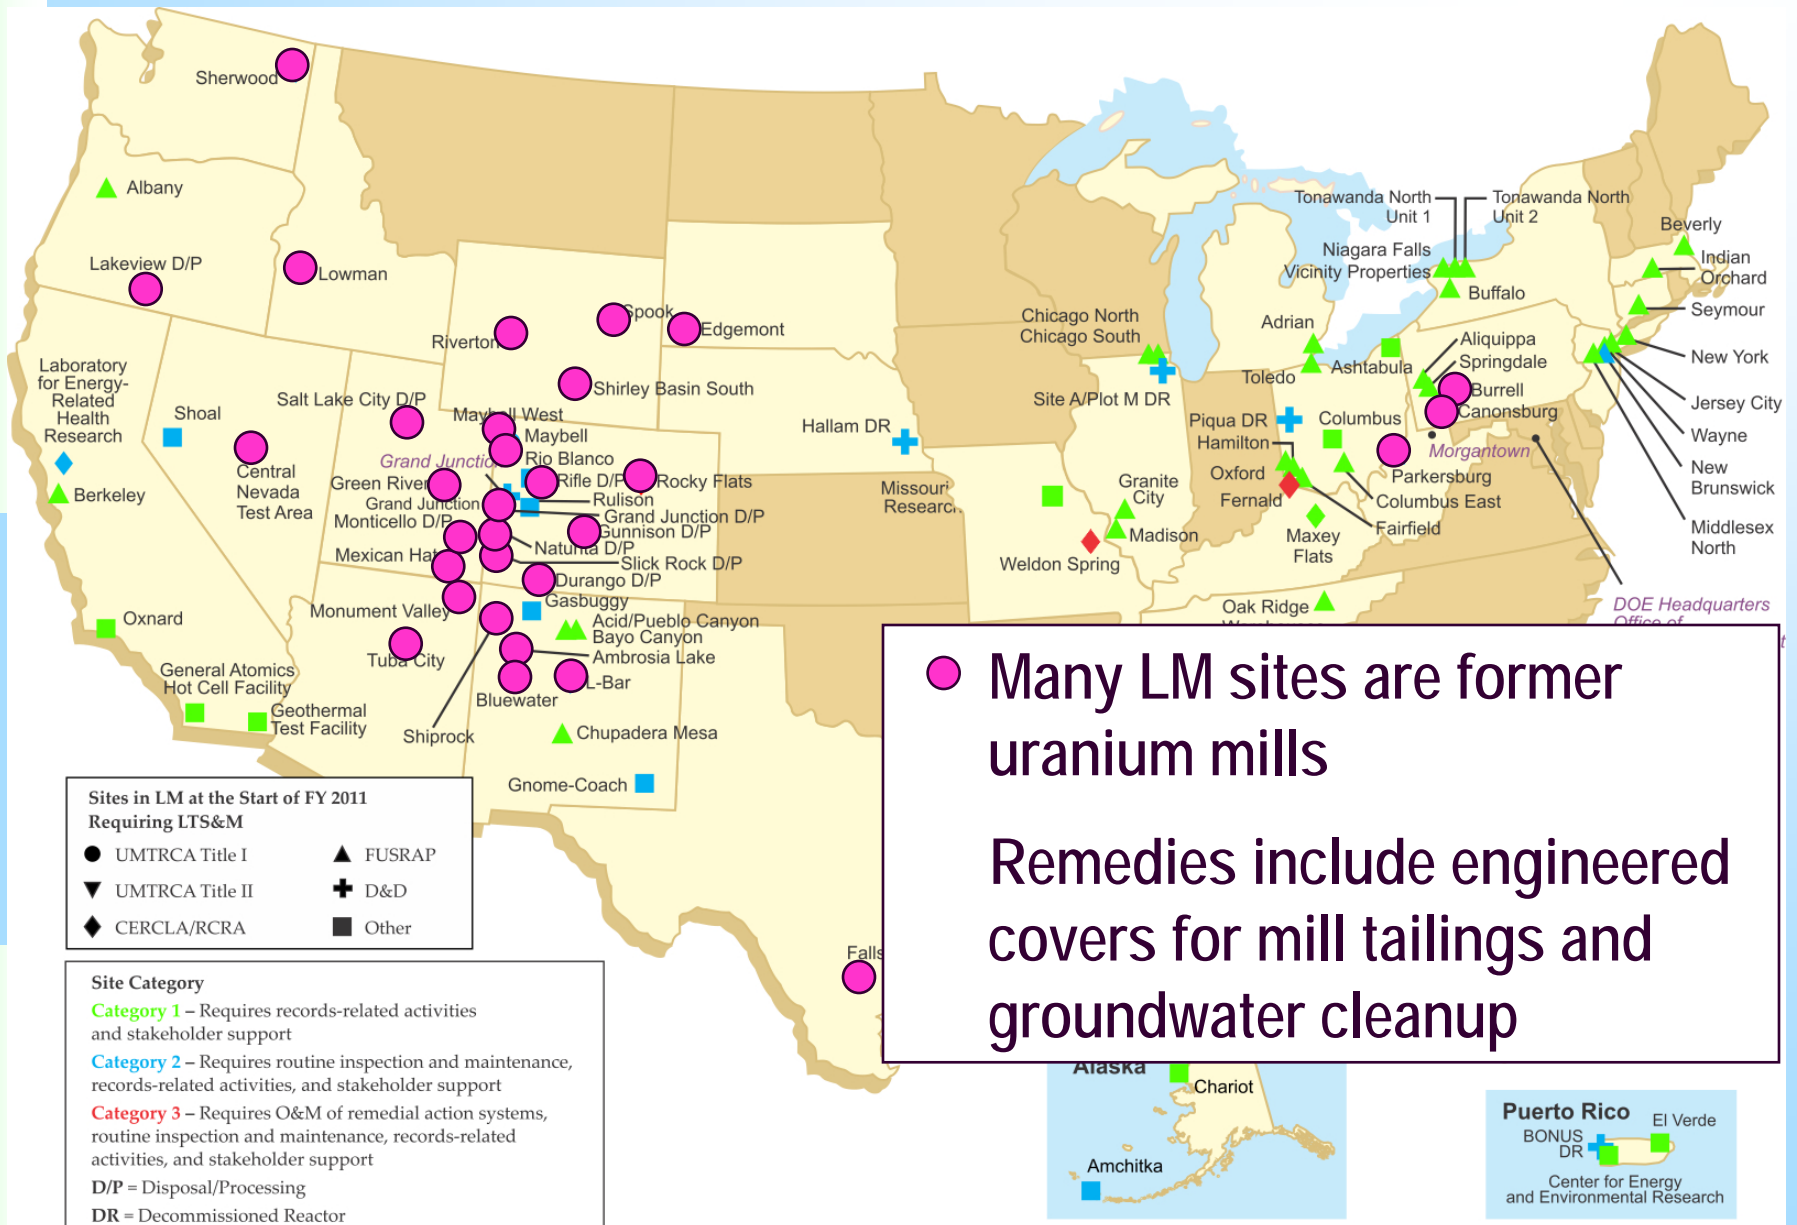 Sherwood
Albany
Lakeview D/P
Lowman
Riverton
Spook
Edgemont
Shirley Basin South
Laboratory
for Energy-
Related
Health
Research
Shoal
Salt Lake City D/P
Central
Nevada
Test Area
Berkeley
Maybell West
Maybell
Rio Blanco
Grand Junction
Green River
Rifle D/P
Rocky Flats
Rulison
Grand Junction
Grand Junction D/P
Monticello D/P
Gunnison D/P
Naturita D/P
Mexican Hat
Slick Rock D/P
Durango D/P
Monument Valley
Gasbuggy
Acid/Pueblo Canyon
Bayo Canyon
Ambrosia Lake
Tuba City
L-Bar
Bluewater
Shiprock
Chupadera Mesa
Gnome-Coach
Oxnard
General Atomics
Hot Cell Facility
Geothermal
Test Facility
Hallam DR
Missouri
Falls
Chicago North
Chicago South
Site A/Plot M DR
Granite
City
Madison
Weldon Spring
Adrian
Toledo
Ashtabula
Piqua DR
Hamilton
Oxford
Fernald
Columbus
Columbus East
Fairfield
Maxey
Flats
Oak Ridge
Parkersburg
Morgantown
Aliquippa
Springdale
Burrell
Canonsburg
Tonawanda North
Unit 1
Tonawanda North
Unit 2
Niagara Falls
Vicinity Properties
Buffalo
Beverly
Indian
Orchard
Seymour
New York
Jersey City
Wayne
New
Brunswick
Middlesex
North
DOE Headquarters
Office of
Many LM sites are former
uranium mills
Remedies include engineered
covers for mill tailings and
groundwater cleanup
Sites in LM at the Start of FY 2011
Requiring LTS&M
UMTRCA Title I
FUSRAP
UMTRCA Title II
D&D
CERCLA/RCRA
Other
Site Category
Category 1 – Requires records-related activities
and stakeholder support
Category 2 – Requires routine inspection and maintenance,
records-related activities, and stakeholder support
Category 3 – Requires O&M of remedial action systems,
routine inspection and maintenance, records-related
activities, and stakeholder support
D/P = Disposal/Processing
DR = Decommissioned Reactor
Alaska
Chariot
Amchitka
Puerto Rico
El Verde
BONUS
DR
Center for Energy
and Environmental Research